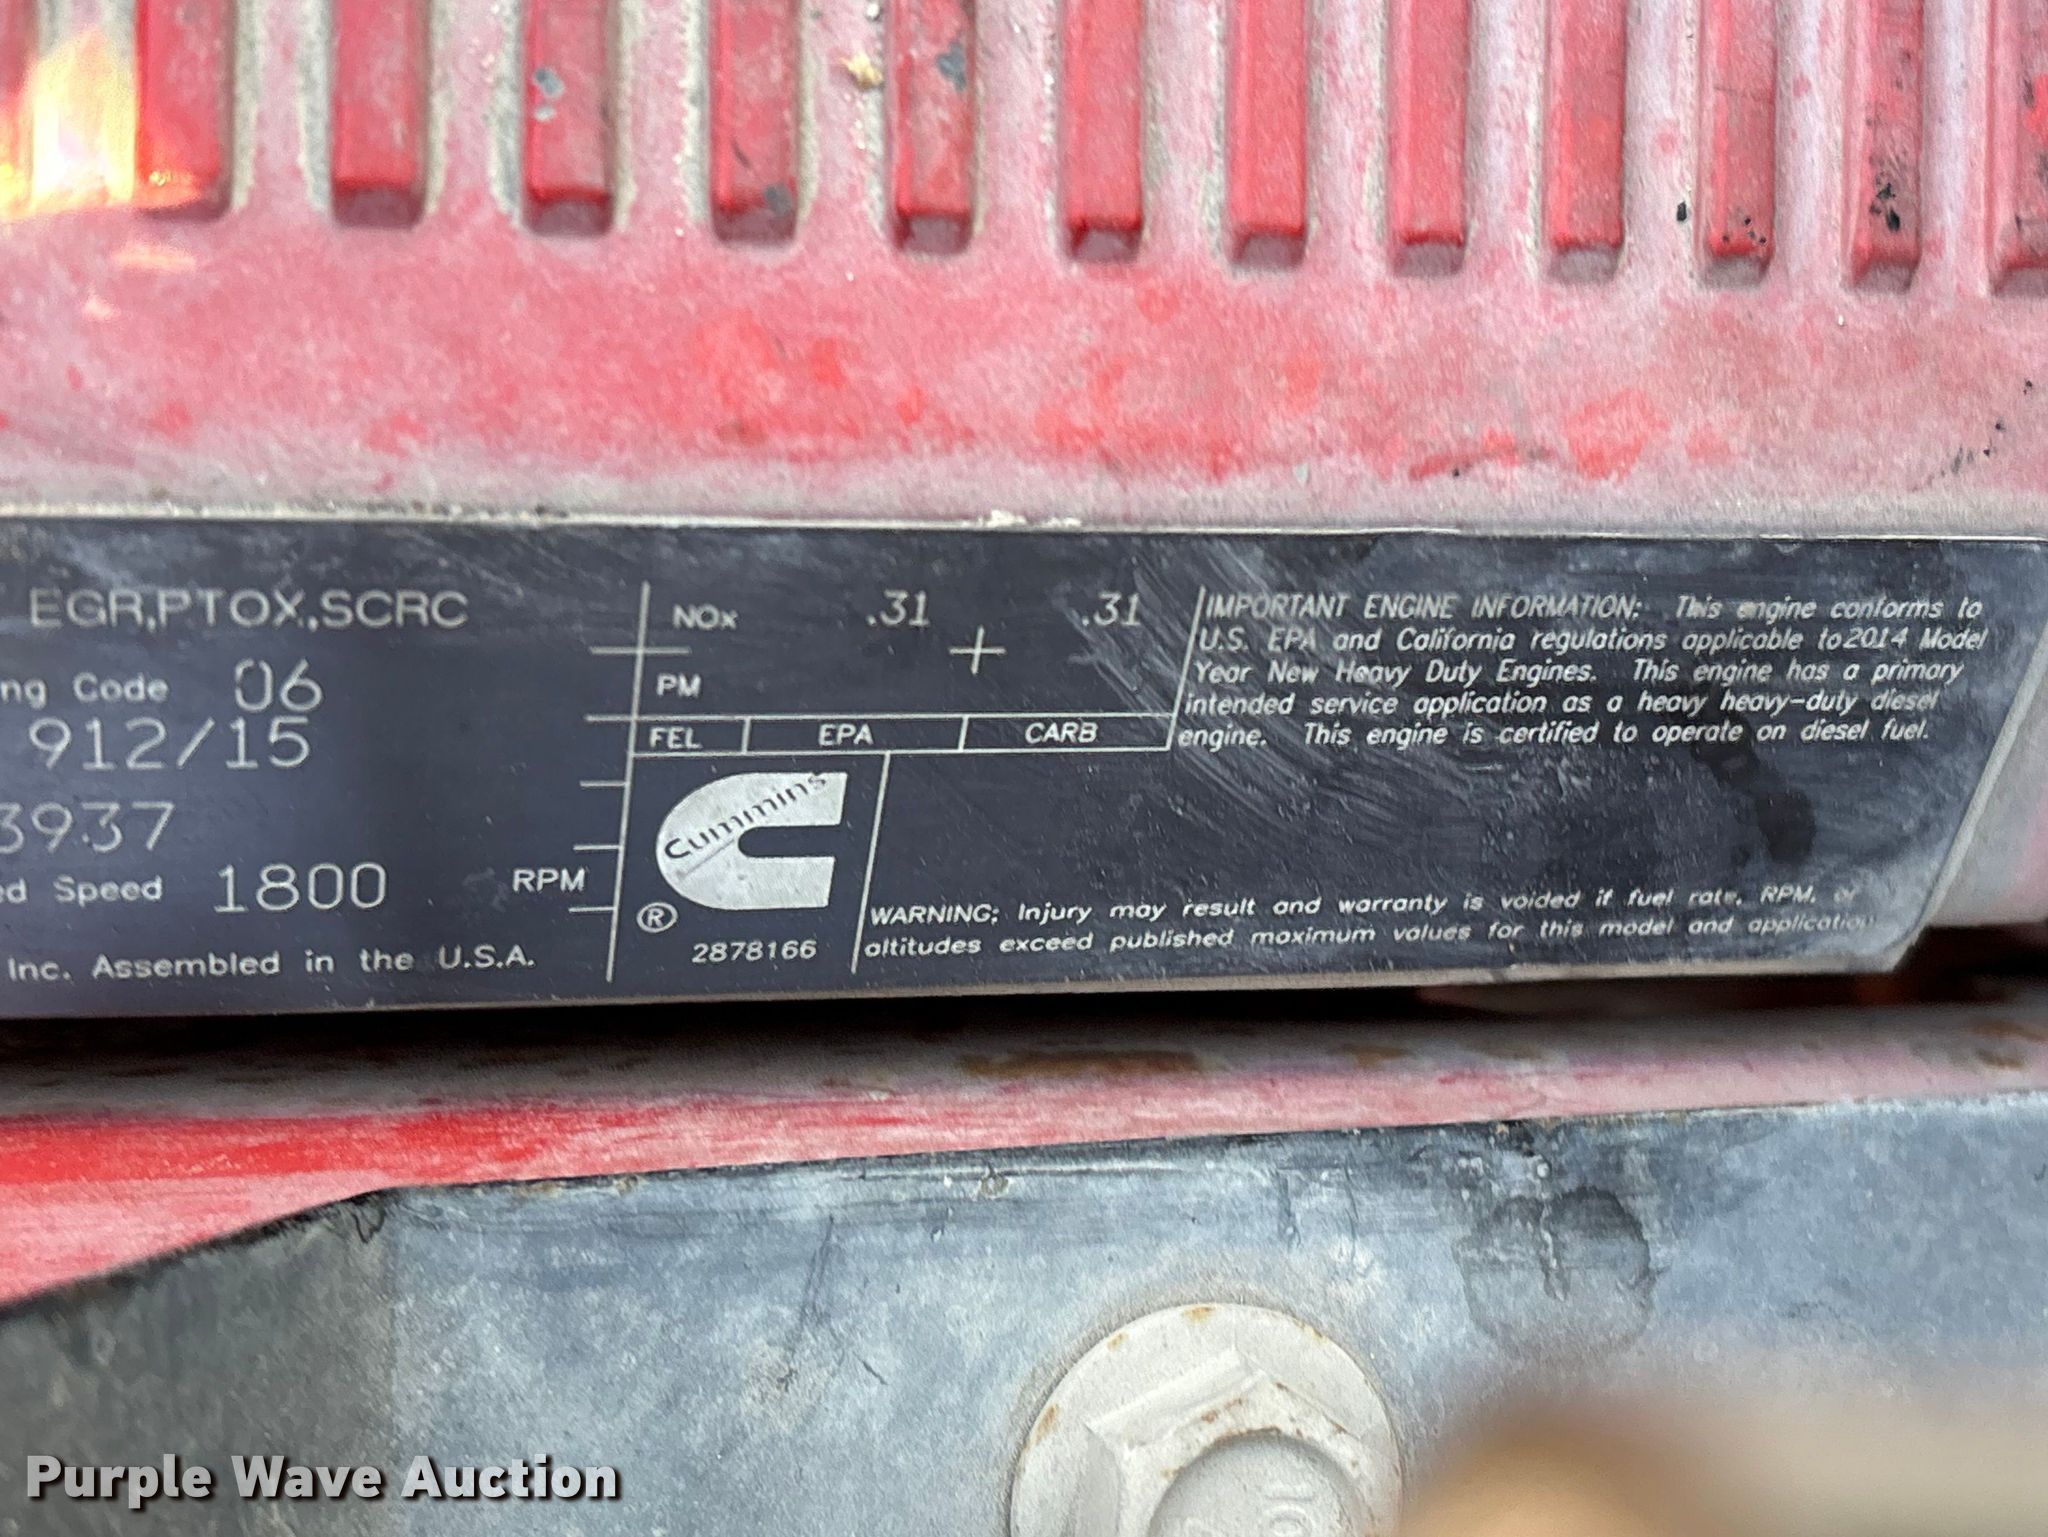 EGR,PTOX,SCRC
ng Code 06
912/15
3937
ed Speed 1800 RPM
Inc. Assembled in the U.S.A.
NOx .31 .31
PM
FEL EPA CARB
Cummins
®
2878166
IMPORTANT ENGINE INFORMATION: This engine conforms to
U.S. EPA and California regulations applicable to 2014 Model
Year New Heavy Duty Engines. This engine has a primary
intended service application as a heavy heavy-duty diesel
engine. This engine is certified to operate on diesel fuel.
WARNING: Injury may result and warranty is voided if fuel rate, RPM, or
altitudes exceed published maximum values for this model and application
10
Purple Wave Auction